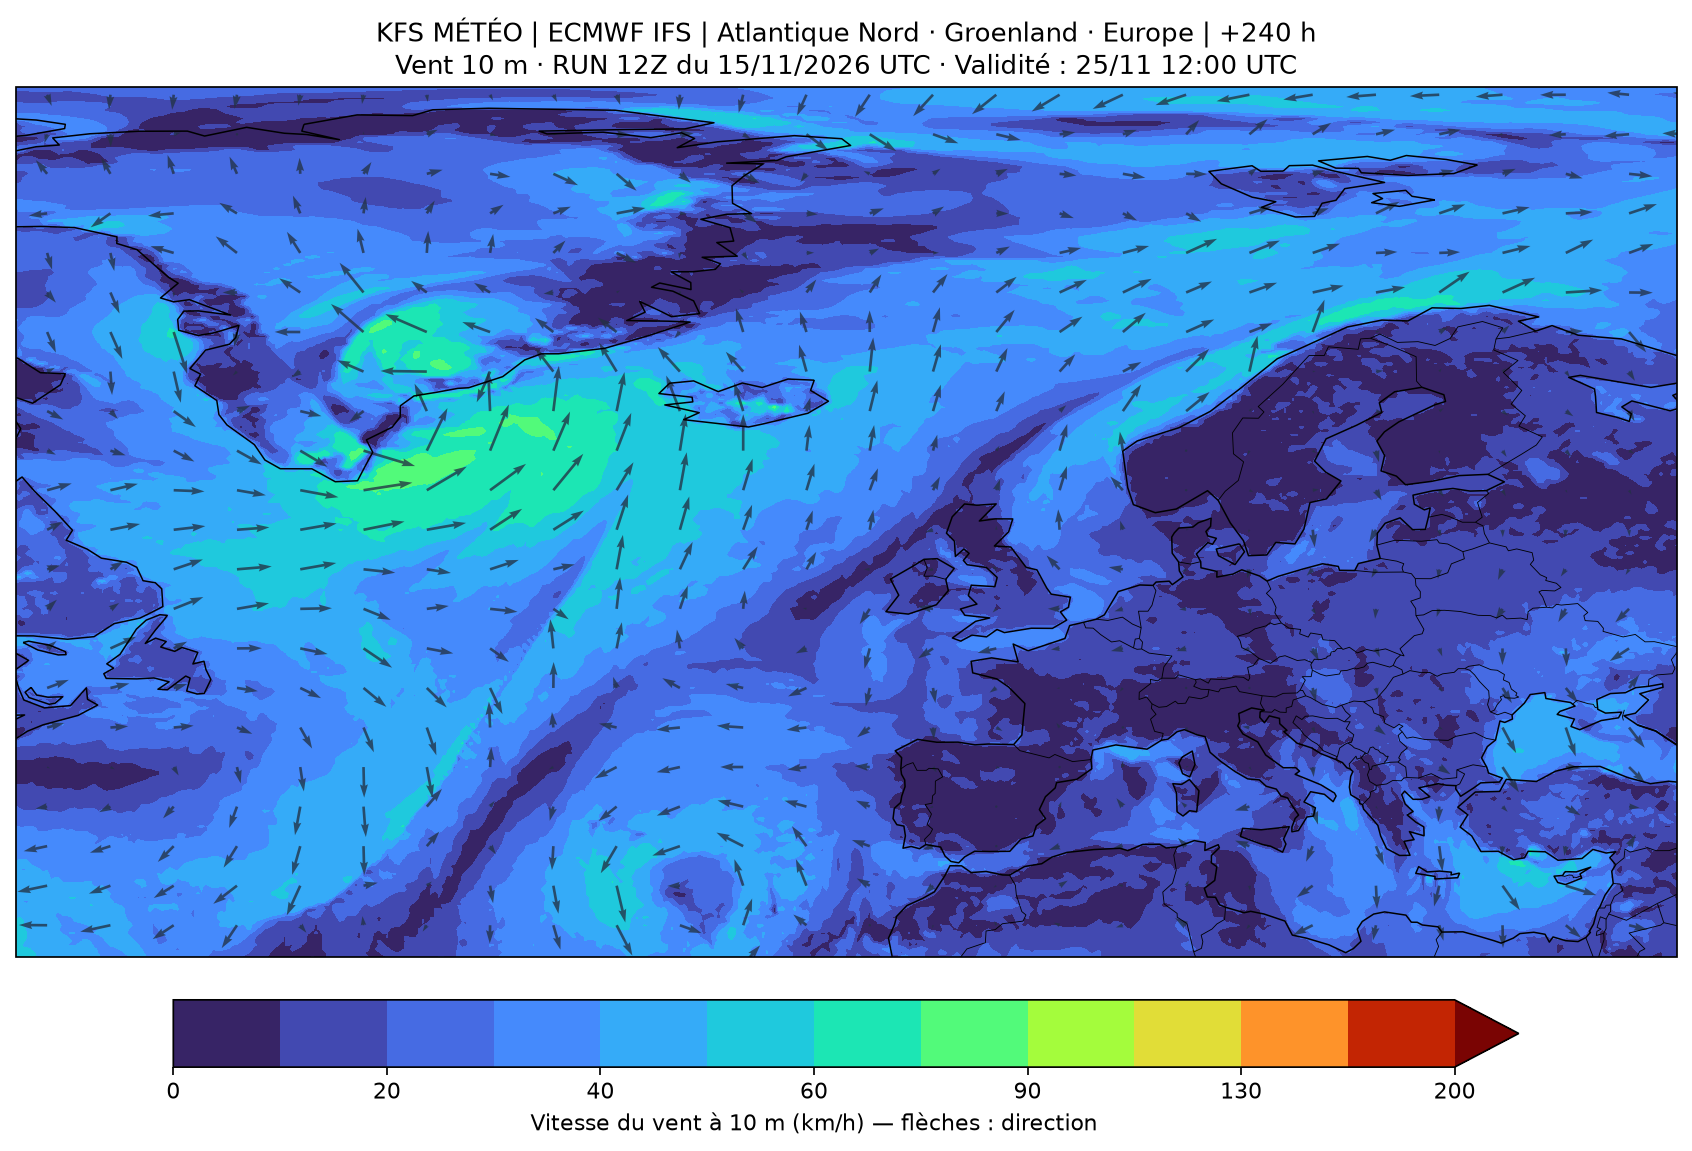 KFS MÉTÉO | ECMWF IFS | Atlantique Nord · Groenland · Europe | +240 h
Vent 10 m · RUN 12Z du 15/11/2026 UTC · Validité : 25/11 12:00 UTC
0 20 40 60 90 130 200
Vitesse du vent à 10 m (km/h) — flèches : direction